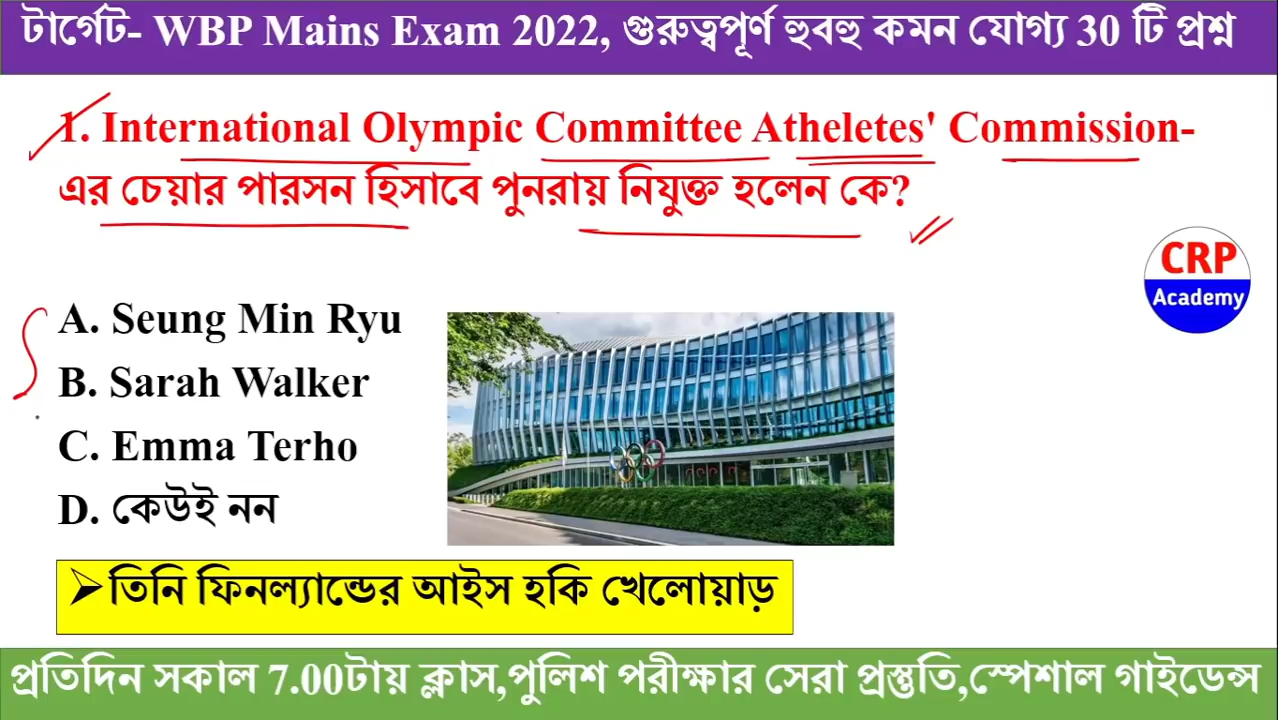 টার্গেট- WBP Mains Exam 2022, গুরুত্বপূর্ণ হুবহু কমন যোগ্য 30 টি প্রশ্ন
1. International Olympic Committee Atheletes' Commission-
এর চেয়ার পারসন হিসাবে পুনরায় নিযুক্ত হলেন কে?
CRP
Academy
A. Seung Min Ryu
B. Sarah Walker
C. Emma Terho
D. কেউই নন
➢তিনি ফিনল্যান্ডের আইস হকি খেলোয়াড়
প্রতিদিন সকাল 7.00টায় ক্লাস,পুলিশ পরীক্ষার সেরা প্রস্তুতি,স্পেশাল গাইডেন্স